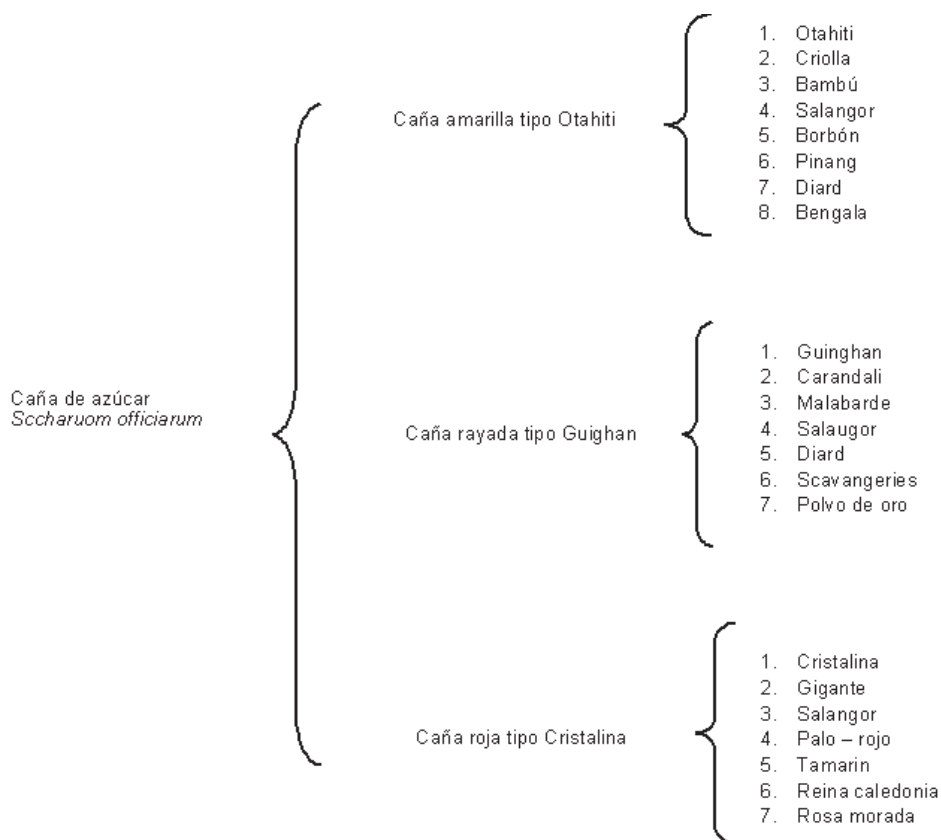 Caña de azúcar
Sccharuom officiarum
Caña amarilla tipo Otahiti
1. Otahiti
2. Criolla
3. Bambú
4. Salangor
5. Borbón
6. Pinang
7. Diard
8. Bengala
Caña rayada tipo Guighan
1. Guinghan
2. Carandali
3. Malabarde
4. Salaugor
5. Diard
6. Scavangeries
7. Polvo de oro
Caña roja tipo Cristalina
1. Cristalina
2. Gigante
3. Salangor
4. Palo – rojo
5. Tamarin
6. Reina caledonia
7. Rosa morada